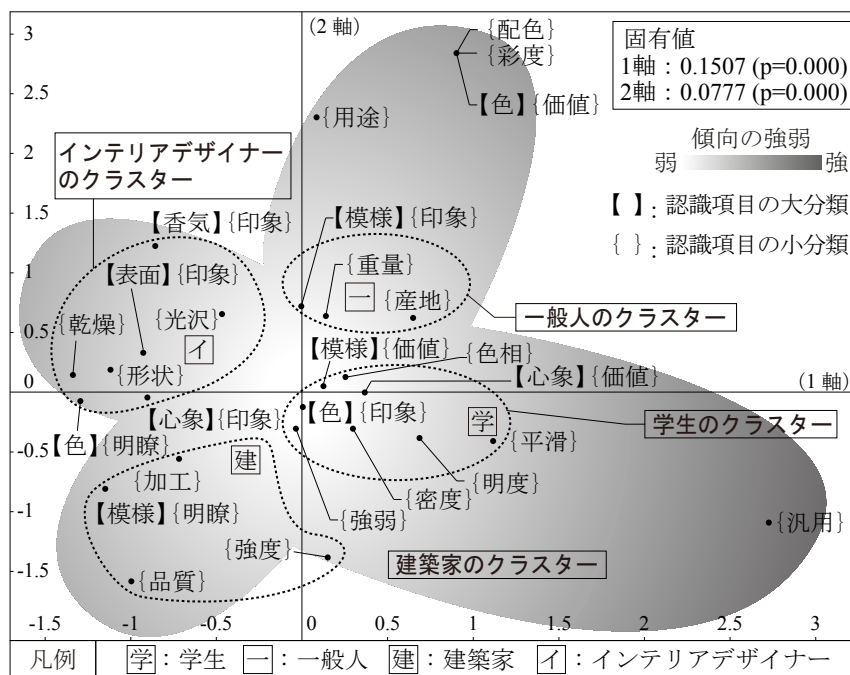 (2 軸)
固有値
1軸：0.1507 (p=0.000)
2軸：0.0777 (p=0.000)
傾向の強弱
弱
強
【 】: 認識項目の大分類
{ }: 認識項目の小分類
3
2.5
2
1.5
1
0.5
0
-0.5
-1
-1.5
{配色}
{彩度}
【色】{価値}
{用途}
インテリアデザイナー
のクラスター
【香気】{印象}
【模様】{印象}
【表面】{印象}
{重量}
一
{産地}
{光沢}
{乾燥}
イ
一般人のクラスター
{形状}
【模様】{価値}
{色相}
【心象】{価値}
(1 軸)
【心象】{印象}
【色】{印象}
学
学生のクラスター
【色】{明瞭}
{平滑}
建
{加工}
{明度}
{密度}
【模様】{明瞭}
{強弱}
{汎用}
{強度}
建築家のクラスター
{品質}
-1.5
-1
-0.5
0
0.5
1
1.5
2
2.5
3
凡例 学：学生 一：一般人 建：建築家 イ：インテリアデザイナー